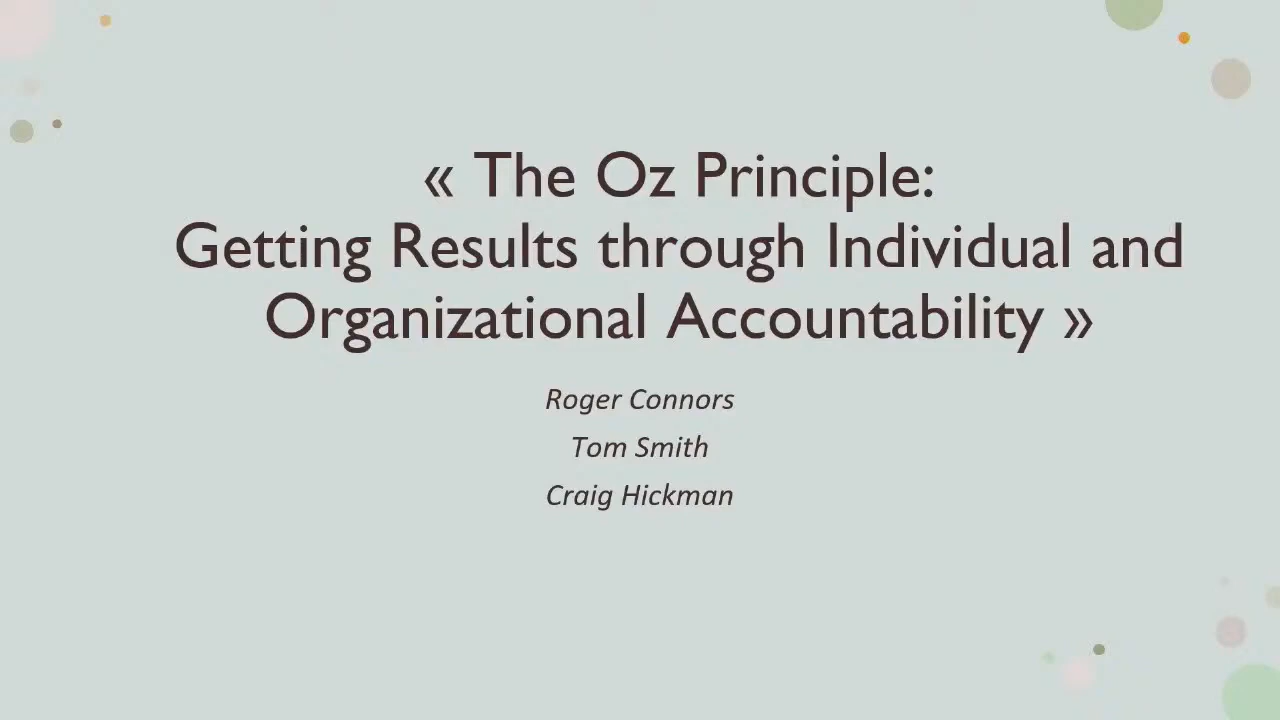 « The Oz Principle:
Getting Results through Individual and
Organizational Accountability »
Roger Connors
Tom Smith
Craig Hickman